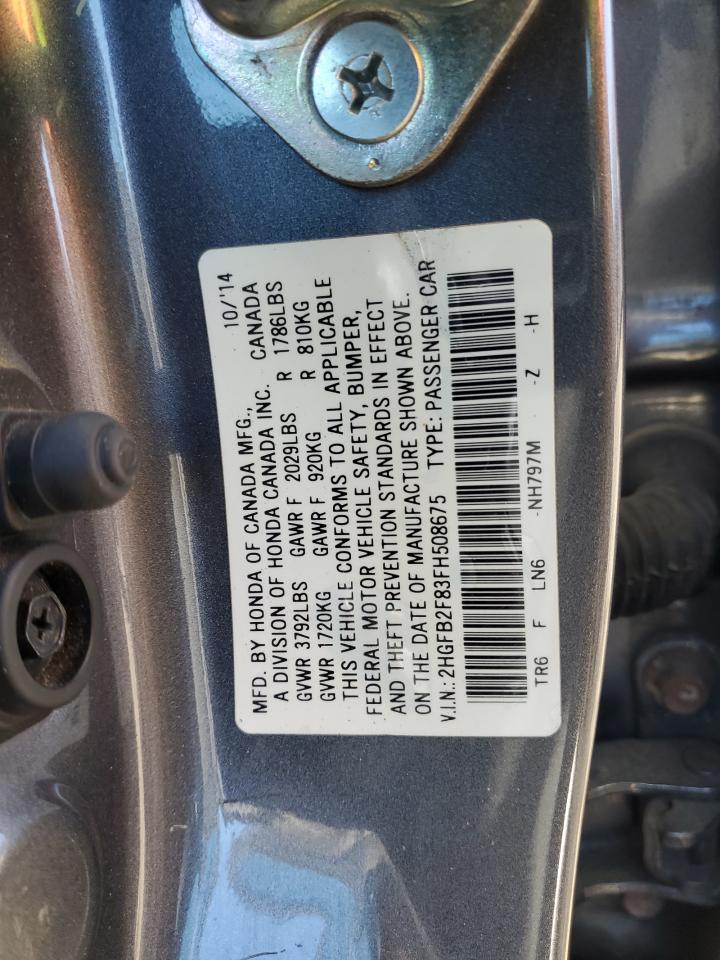 MFD. BY HONDA OF CANADA MFG., 10/'14
A DIVISION OF HONDA CANADA INC. CANADA
GVWR 3792LBS GAWR F 2029LBS R 1786LBS
GVWR 1720KG GAWR F 920KG R 810KG
THIS VEHICLE CONFORMS TO ALL APPLICABLE
FEDERAL MOTOR VEHICLE SAFETY, BUMPER,
AND THEFT PREVENTION STANDARDS IN EFFECT
ON THE DATE OF MANUFACTURE SHOWN ABOVE.
V.I.N.: 2HGFB2F83FH508675 TYPE: PASSENGER CAR
TR6 F LN6 -NH797M -Z -H